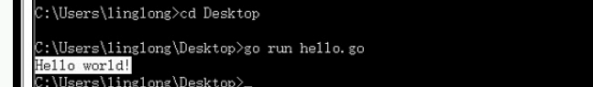 C:\Users\linglong>cd Desktop
C:\Users\linglong\Desktop>go run hello.go
Hello world!
C:\Users\linglong\Desktop>_